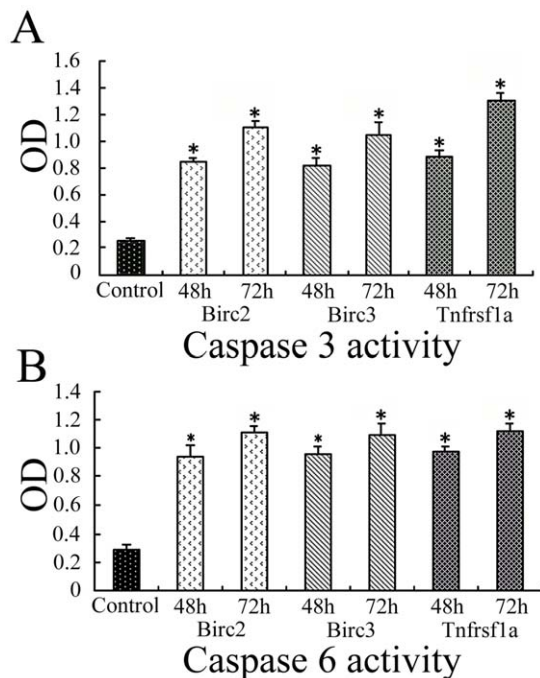 A
OD
1.6
1.4
1.2
1.0
0.8
0.6
0.4
0.2
0
* * * * * *
Control 48h 72h 48h 72h 48h 72h
Birc2 Birc3 Tnfrsf1a
Caspase 3 activity
B
OD
1.6
1.4
1.2
1.0
0.8
0.6
0.4
0.2
0
* * * * * *
Control 48h 72h 48h 72h 48h 72h
Birc2 Birc3 Tnfrsf1a
Caspase 6 activity